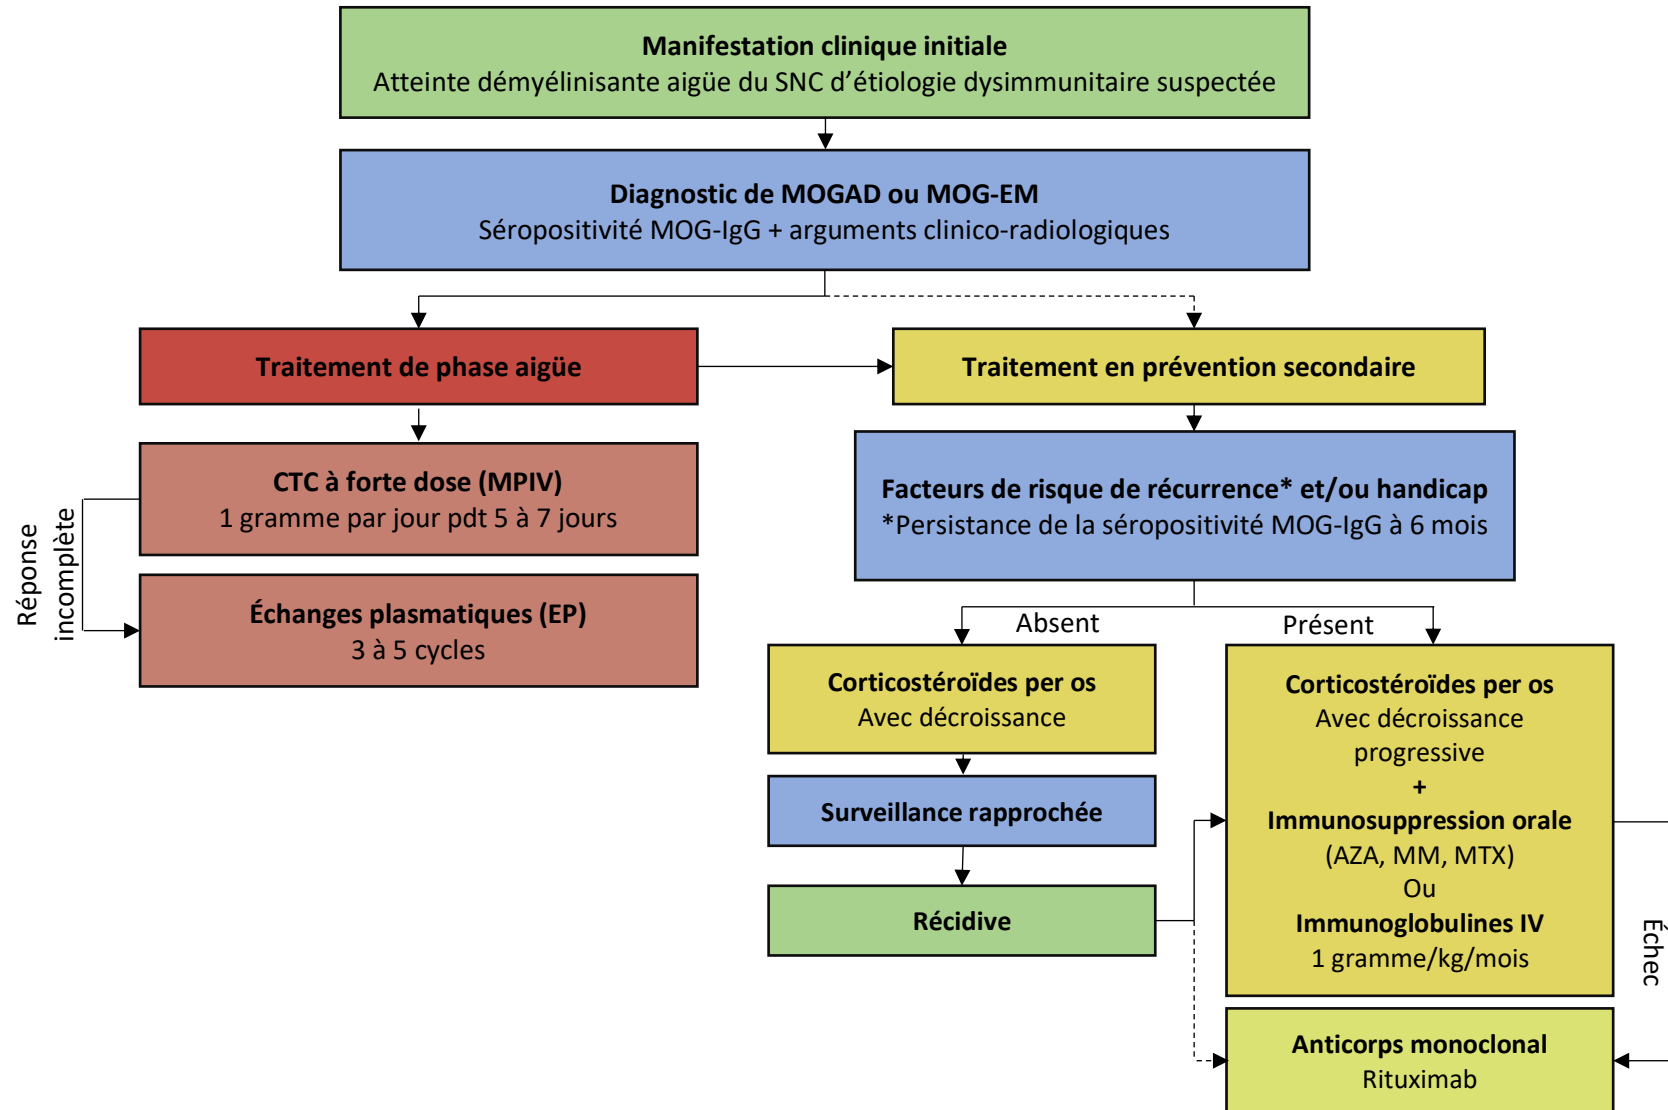 Manifestation clinique initiale
Atteinte démyélinisante aigüe du SNC d’étiologie dysimmunitaire suspectée
Diagnostic de MOGAD ou MOG-EM
Séropositivité MOG-IgG + arguments clinico-radiologiques
Traitement de phase aigüe
Traitement en prévention secondaire
CTC à forte dose (MPIV)
1 gramme par jour pdt 5 à 7 jours
Réponse
incomplète
Échanges plasmatiques (EP)
3 à 5 cycles
Facteurs de risque de récurrence* et/ou handicap
*Persistance de la séropositivité MOG-IgG à 6 mois
Absent
Présent
Corticostéroïdes per os
Avec décroissance
Surveillance rapprochée
Récidive
Corticostéroïdes per os
Avec décroissance
progressive
+
Immunosuppression orale
(AZA, MM, MTX)
Ou
Immunoglobulines IV
1 gramme/kg/mois
Échec
Anticorps monoclonal
Rituximab